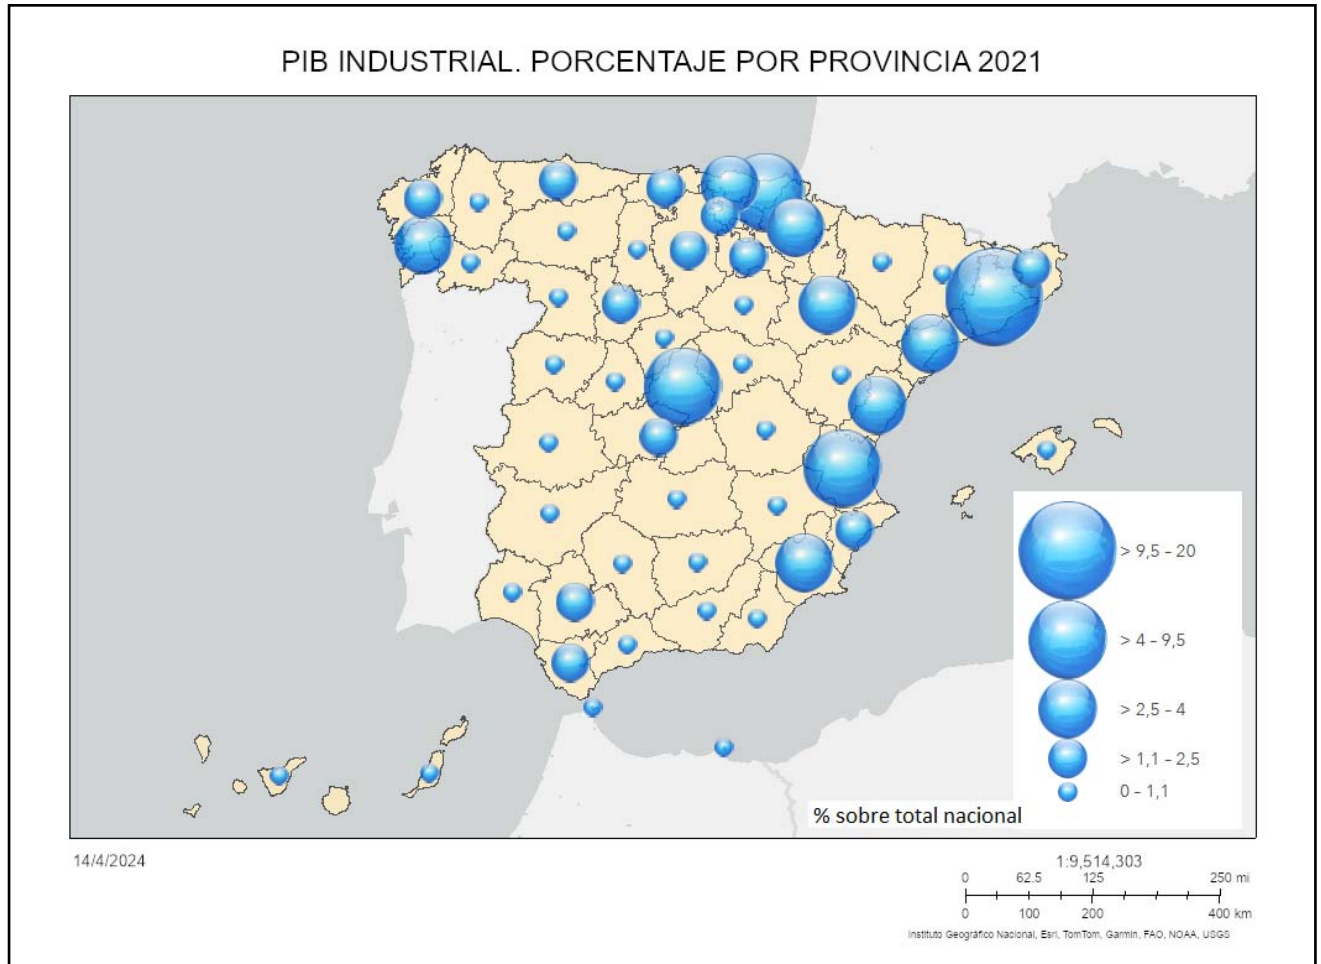 PIB INDUSTRIAL. PORCENTAJE POR PROVINCIA 2021
> 9,5 - 20
> 4 - 9,5
> 2,5 - 4
> 1,1 - 2,5
0 - 1,1
% sobre total nacional
14/4/2024
1:9,514,303
0 62.5 125 250 mi
0 100 200 400 km
Instituto Geográfico Nacional, Esri, TomTom, Garmin, FAO, NOAA, USGS